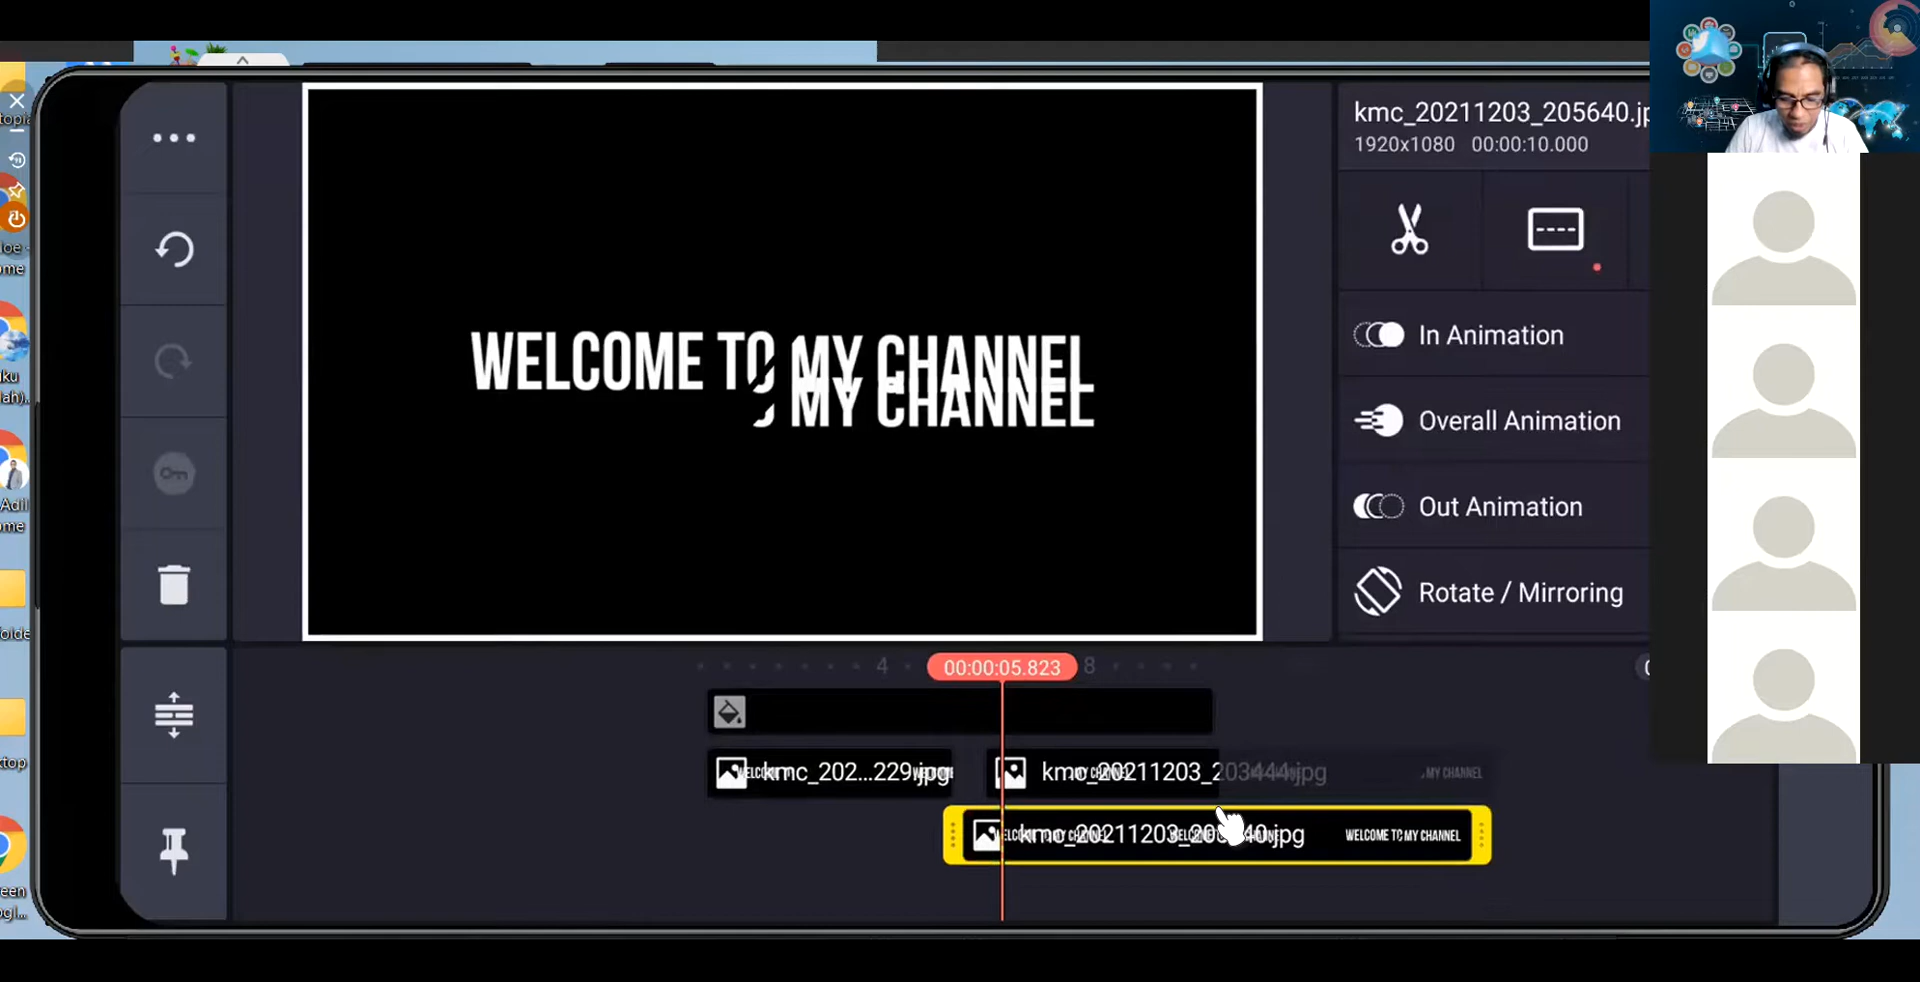 kmc_20211203_205640.jp
1920x1080 00:00:10.000
WELCOME TO MY CHANNEL
MY CHANNEL
In Animation
Overall Animation
Out Animation
Rotate / Mirroring
4 00:00:05.823 8
kmc_202...229.jpg kmc_20211203_203444.jpg MY CHANNEL
kmc_20211203_205640.jpg WELCOME TO MY CHANNEL